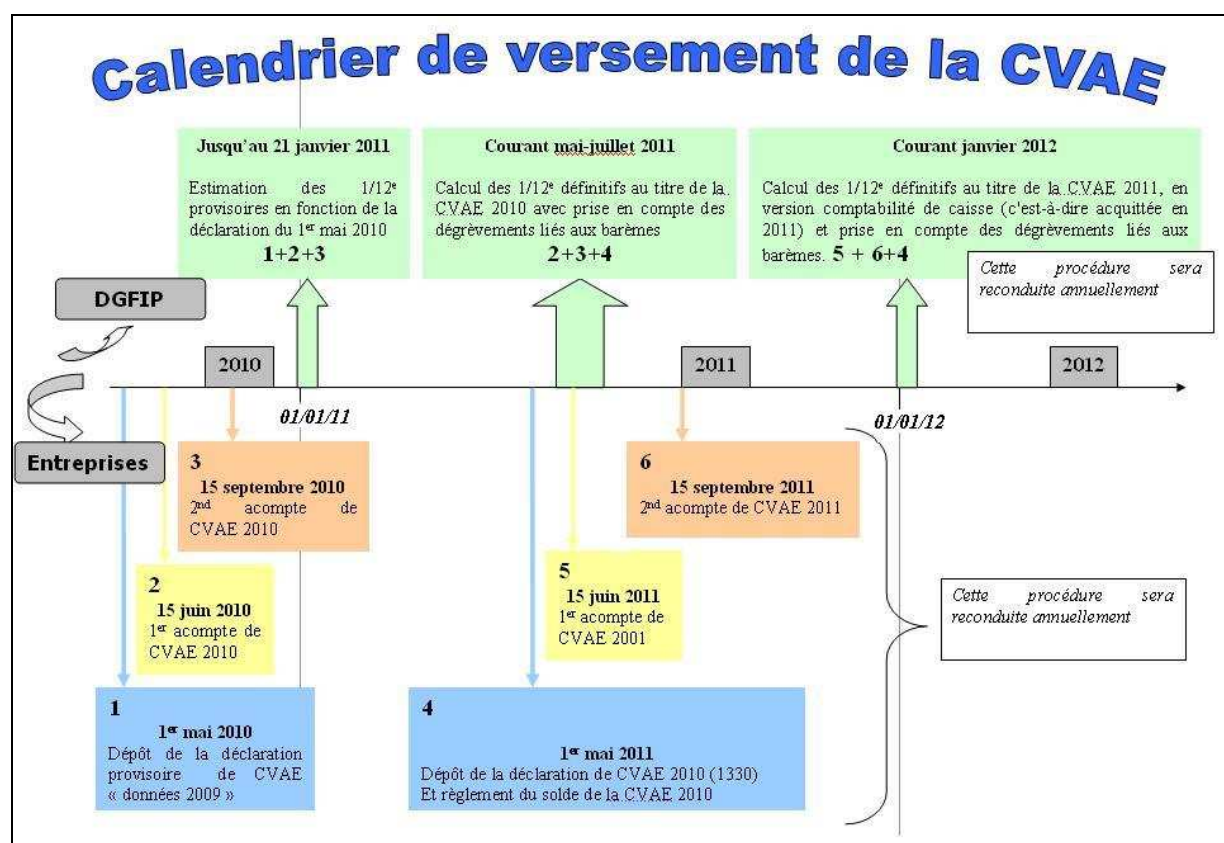 Calendrier de versement de la CVAE
Jusqu'au 21 janvier 2011
Estimation des 1/12e
provisoires en fonction de la
déclaration du 1er mai 2010
1+2+3
Courant mai-juillet 2011
Calcul des 1/12e définitifs au titre de la
CVAE 2010 avec prise en compte des
dégrèvements liés aux barèmes
2+3+4
Courant janvier 2012
Calcul des 1/12e définitifs au titre de la CVAE 2011, en
version comptabilité de caisse (c'est-à-dire acquittée en
2011) et prise en compte des dégrèvements liés aux
barèmes. 5 + 6+4
Cette procédure sera
reconduite annuellement
DGFIP
2010
2011
2012
01/01/11
01/01/12
Entreprises
3
15 septembre 2010
2nd acompte de
CVAE 2010
6
15 septembre 2011
2nd acompte de CVAE 2011
2
15 juin 2010
1er acompte de
CVAE 2010
5
15 juin 2011
1er acompte de
CVAE 2001
Cette procédure sera
reconduite annuellement
1
1er mai 2010
Dépôt de la déclaration
provisoire de CVAE
« données 2009 »
4
1er mai 2011
Dépôt de la déclaration de CVAE 2010 (1330)
Et règlement du solde de la CVAE 2010